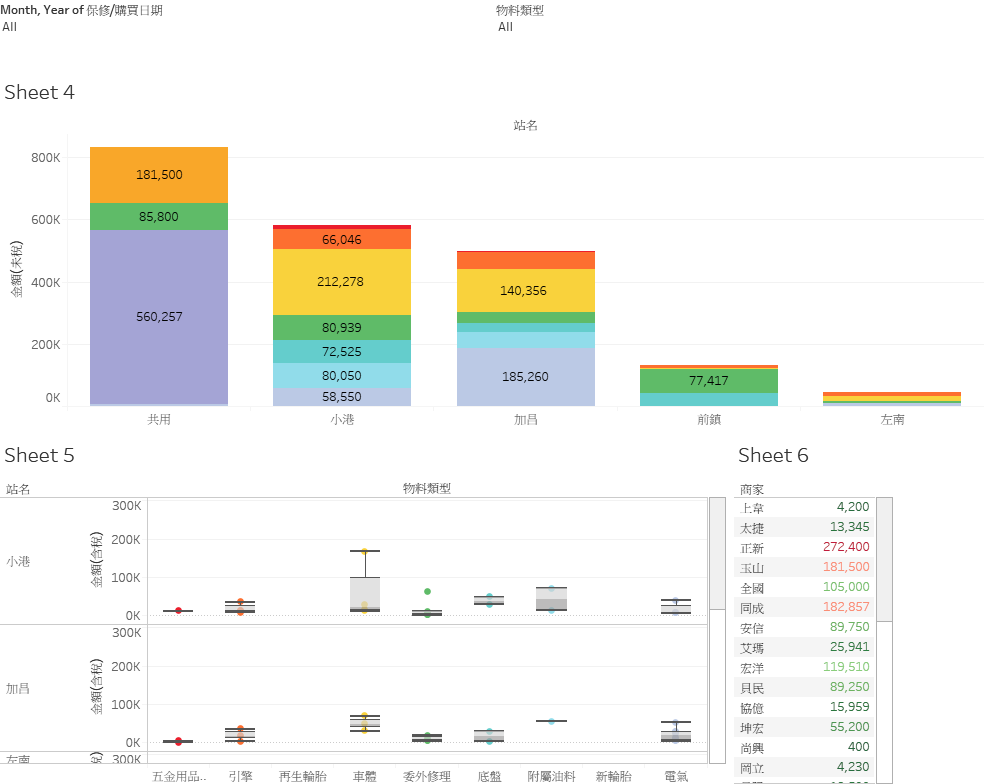 Month, Year of 保修/購買日期
All
物料類型
All
Sheet 4
站名
金額(未稅)
800K
600K
400K
200K
0K
181,500
85,800
560,257
66,046
212,278
80,939
72,525
80,050
58,550
140,356
185,260
77,417
共用
小港
加昌
前鎮
左南
Sheet 5
站名
物料類型
小港
金額(含稅)
300K
200K
100K
0K
加昌
金額(含稅)
300K
200K
100K
0K
左南
300K
五金用品..
引擎
再生輪胎
車體
委外修理
底盤
附屬油料
新輪胎
電氣
Sheet 6
商家
上韋 4,200
太捷 13,345
正新 272,400
玉山 181,500
全國 105,000
同成 182,857
安信 89,750
艾瑪 25,941
宏洋 119,510
貝民 89,250
協億 15,959
坤宏 55,200
尚興 400
岡立 4,230